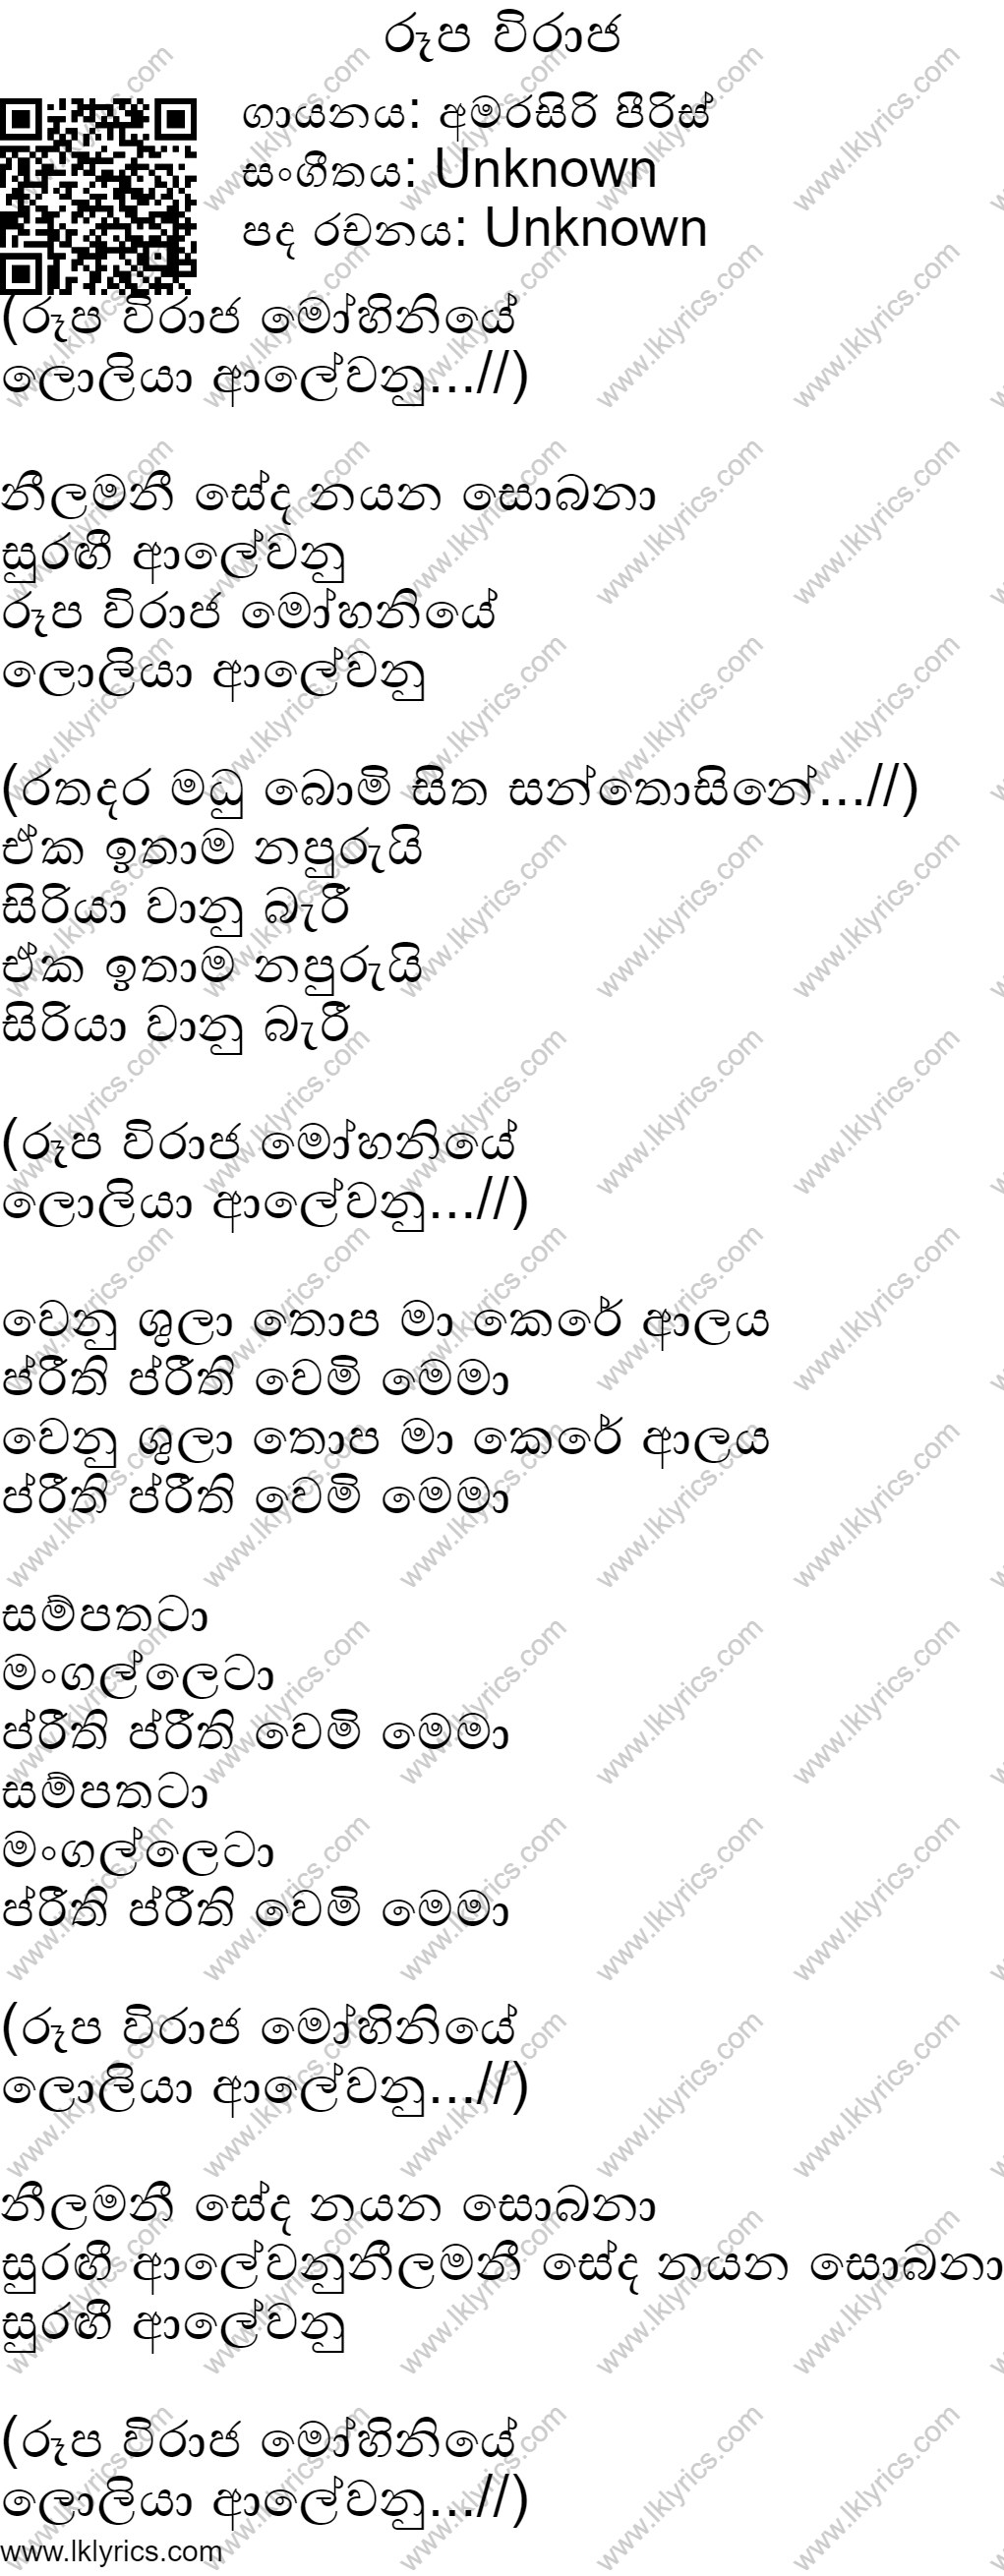 රූප විරාජ
ගායනය: අමරසිරි පීරිස්
සංගීතය: Unknown
පද රචනය: Unknown
(රූප විරාජ මෝහිනියේ
ලොලියා ආලේවනු...//)
නීලමනී සේද නයන සොබනා
සුරඟී ආලේවනු
රූප විරාජ මෝහනියේ
ලොලියා ආලේවනු
(රතදර මධු බොමි සිත සන්තොසිනේ...//)
ඒක ඉතාම නපුරුයි
සිරියා වානු බැරී
ඒක ඉතාම නපුරුයි
සිරියා වානු බැරී
(රූප විරාජ මෝහනියේ
ලොලියා ආලේවනු...//)
වෙනු ශුලා තොප මා කෙරේ ආලය
ප්රීති ප්රීති වෙමි මෙමා
වෙනු ශුලා තොප මා කෙරේ ආලය
ප්රීති ප්රීති වෙමි මෙමා
සම්පතටා
මංගල්ලෙටා
ප්රීති ප්රීති වෙමි මෙමා
සම්පතටා
මංගල්ලෙටා
ප්රීති ප්රීති වෙමි මෙමා
(රූප විරාජ මෝහිනියේ
ලොලියා ආලේවනු...//)
නීලමනී සේද නයන සොබනා
සුරඟී ආලේවනුනීලමනී සේද නයන සොබනා
සුරඟී ආලේවනු
(රූප විරාජ මෝහිනියේ
ලොලියා ආලේවනු...//)
www.lklyrics.com